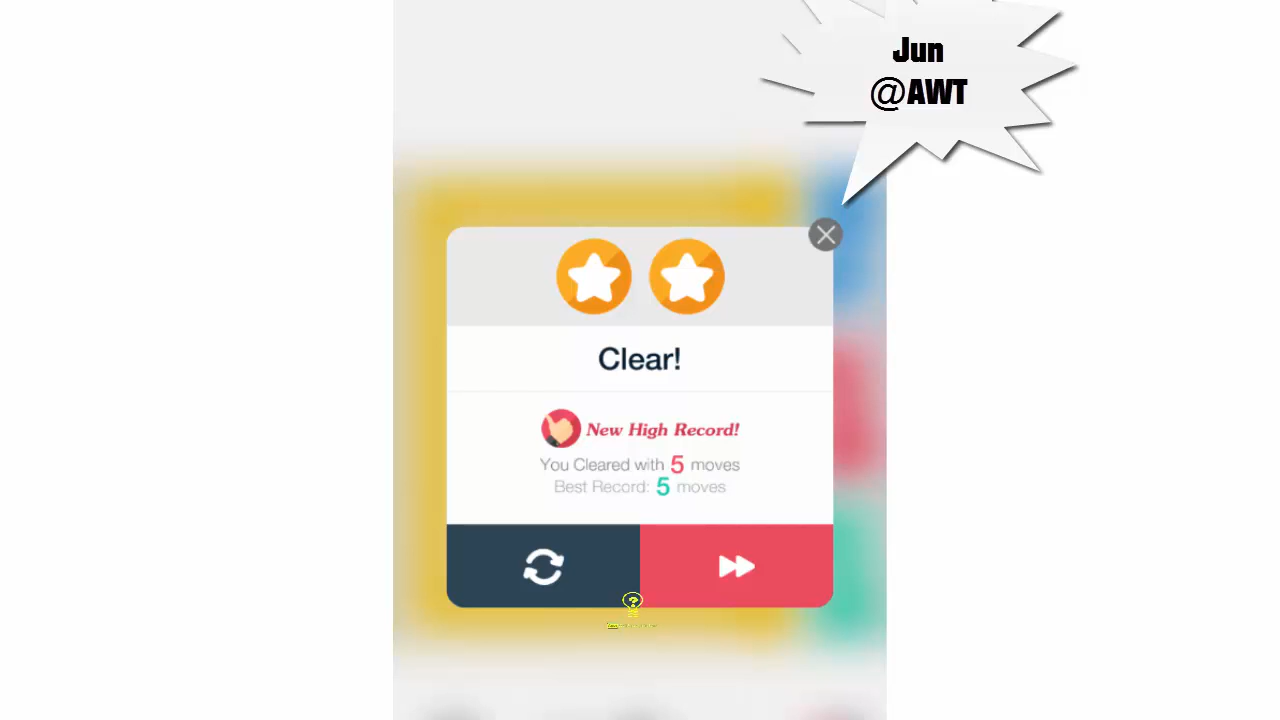 Jun
@AWT
Clear!
New High Record!
You Cleared with 5 moves
Best Record: 5 moves
?